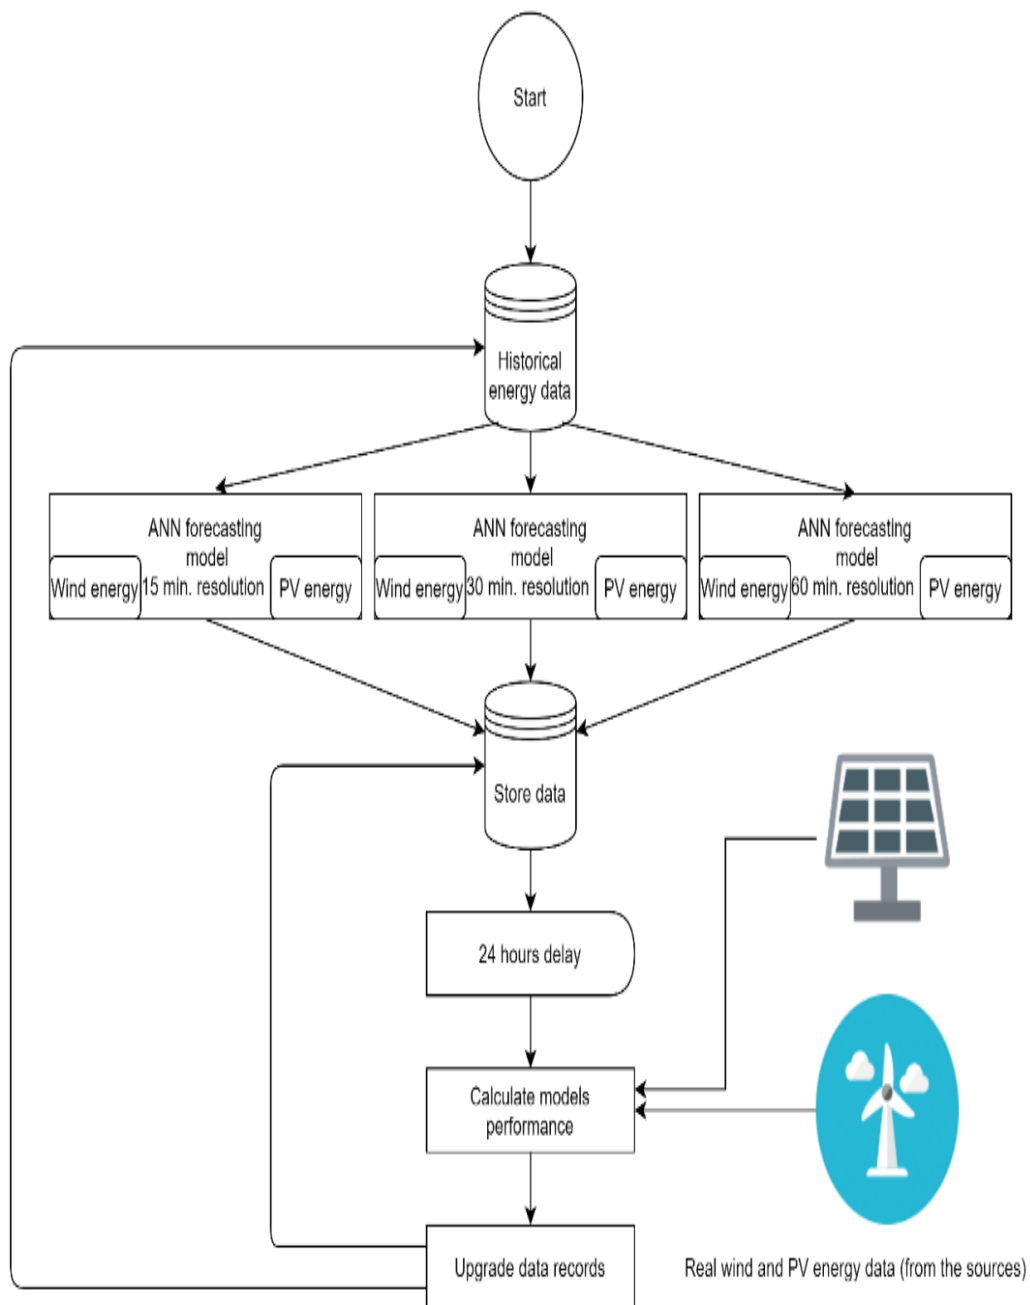 Start
Historical
energy data
ANN forecasting
model
Wind energy 15 min. resolution PV energy
ANN forecasting
model
Wind energy 30 min. resolution PV energy
ANN forecasting
model
Wind energy 60 min. resolution PV energy
Store data
24 hours delay
Calculate models
performance
Upgrade data records
Real wind and PV energy data (from the sources)